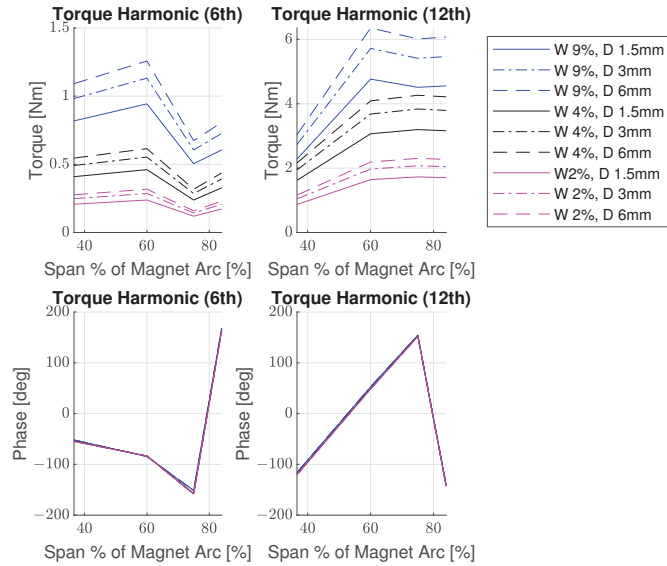 Torque Harmonic (6th)
Torque Harmonic (12th)
Torque [Nm]
1.5
1
0.5
0
40
60
80
Span % of Magnet Arc [%]
Torque [Nm]
6
4
2
0
40
60
80
Span % of Magnet Arc [%]
W 9%, D 1.5mm
W 9%, D 3mm
W 9%, D 6mm
W 4%, D 1.5mm
W 4%, D 3mm
W 4%, D 6mm
W2%, D 1.5mm
W 2%, D 3mm
W 2%, D 6mm
Torque Harmonic (6th)
Torque Harmonic (12th)
Phase [deg]
200
100
0
−100
−200
40
60
80
Span % of Magnet Arc [%]
Phase [deg]
200
100
0
−100
−200
40
60
80
Span % of Magnet Arc [%]